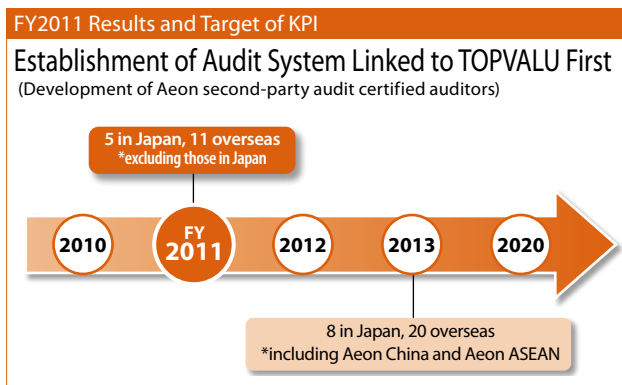 FY2011 Results and Target of KPI
Establishment of Audit System Linked to TOPVALU First
(Development of Aeon second-party audit certified auditors)
5 in Japan, 11 overseas
*excluding those in Japan
2010
FY
2011
2012
2013
2020
8 in Japan, 20 overseas
*including Aeon China and Aeon ASEAN